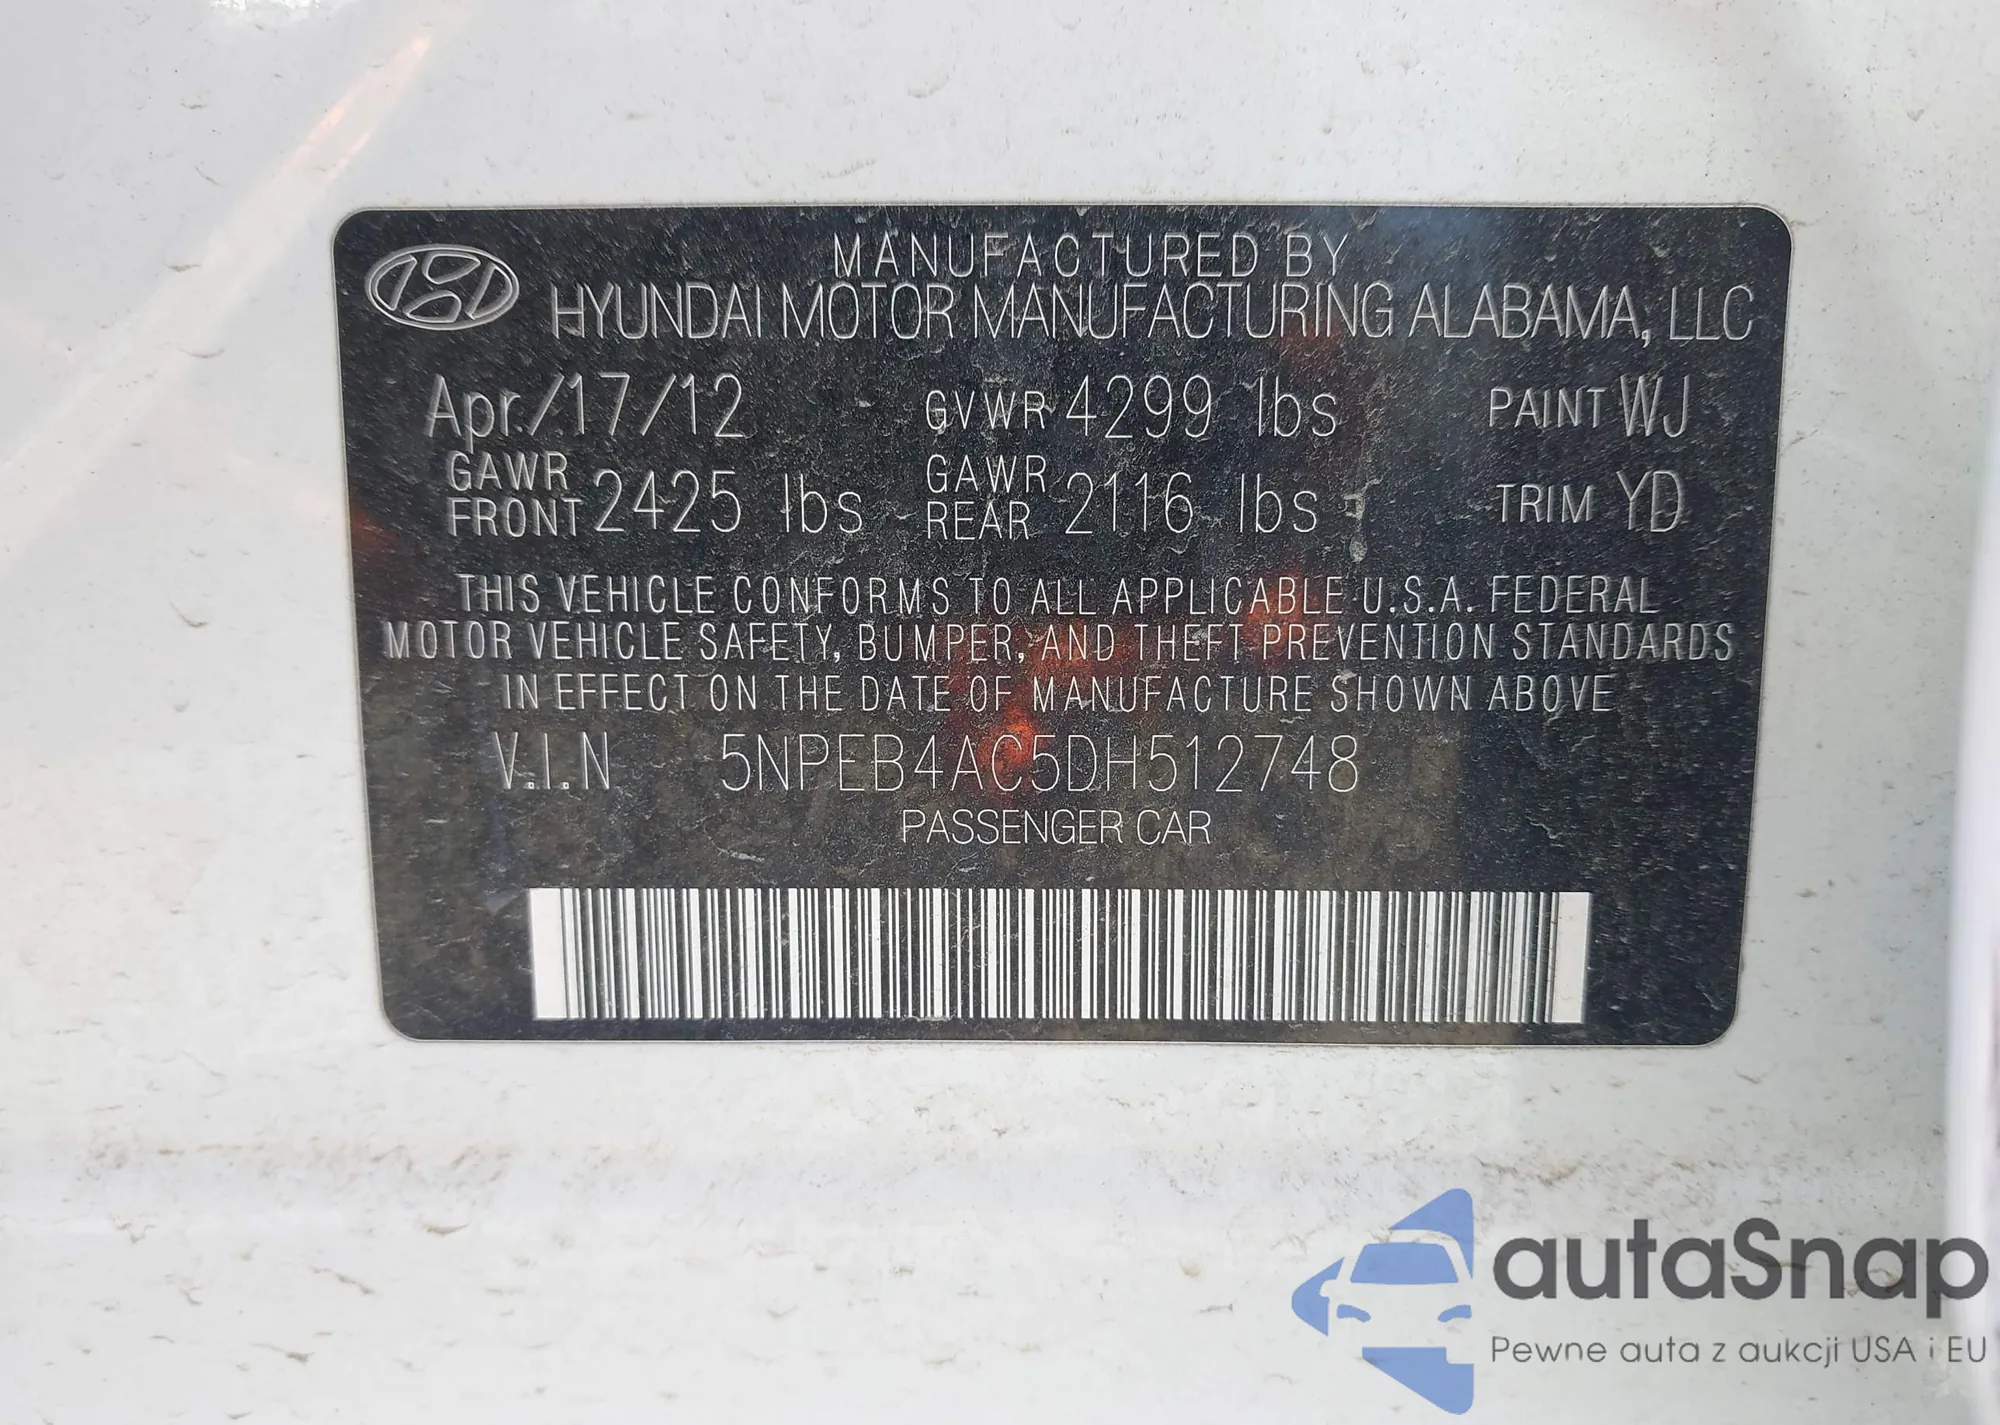 MANUFACTURED BY
HYUNDAI MOTOR MANUFACTURING ALABAMA, LLC
Apr/17/12 GVWR 4299 lbs PAINT WJ
GAWR FRONT 2425 lbs GAWR REAR 2116 lbs TRIM YD
THIS VEHICLE CONFORMS TO ALL APPLICABLE U.S.A. FEDERAL
MOTOR VEHICLE SAFETY, BUMPER, AND THEFT PREVENTION STANDARDS
IN EFFECT ON THE DATE OF MANUFACTURE SHOWN ABOVE
V.I.N 5NPEB4AC5DH512748
PASSENGER CAR
autaSnap
Pewne auta z aukcji USA i EU